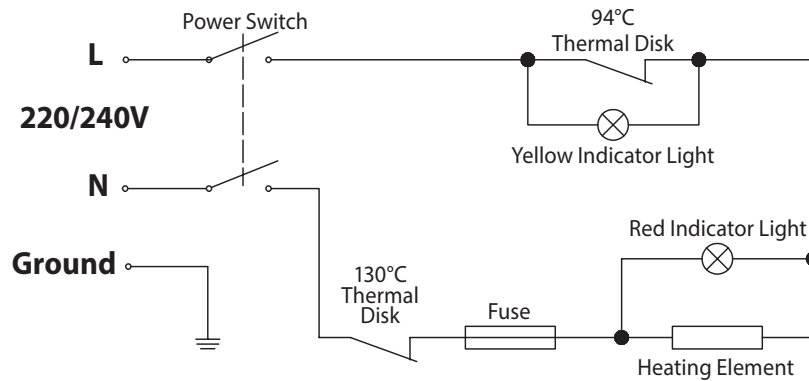 Power Switch
94°C
Thermal Disk
L
220/240V
Yellow Indicator Light
N
Red Indicator Light
Ground
130°C
Thermal
Disk
Fuse
Heating Element